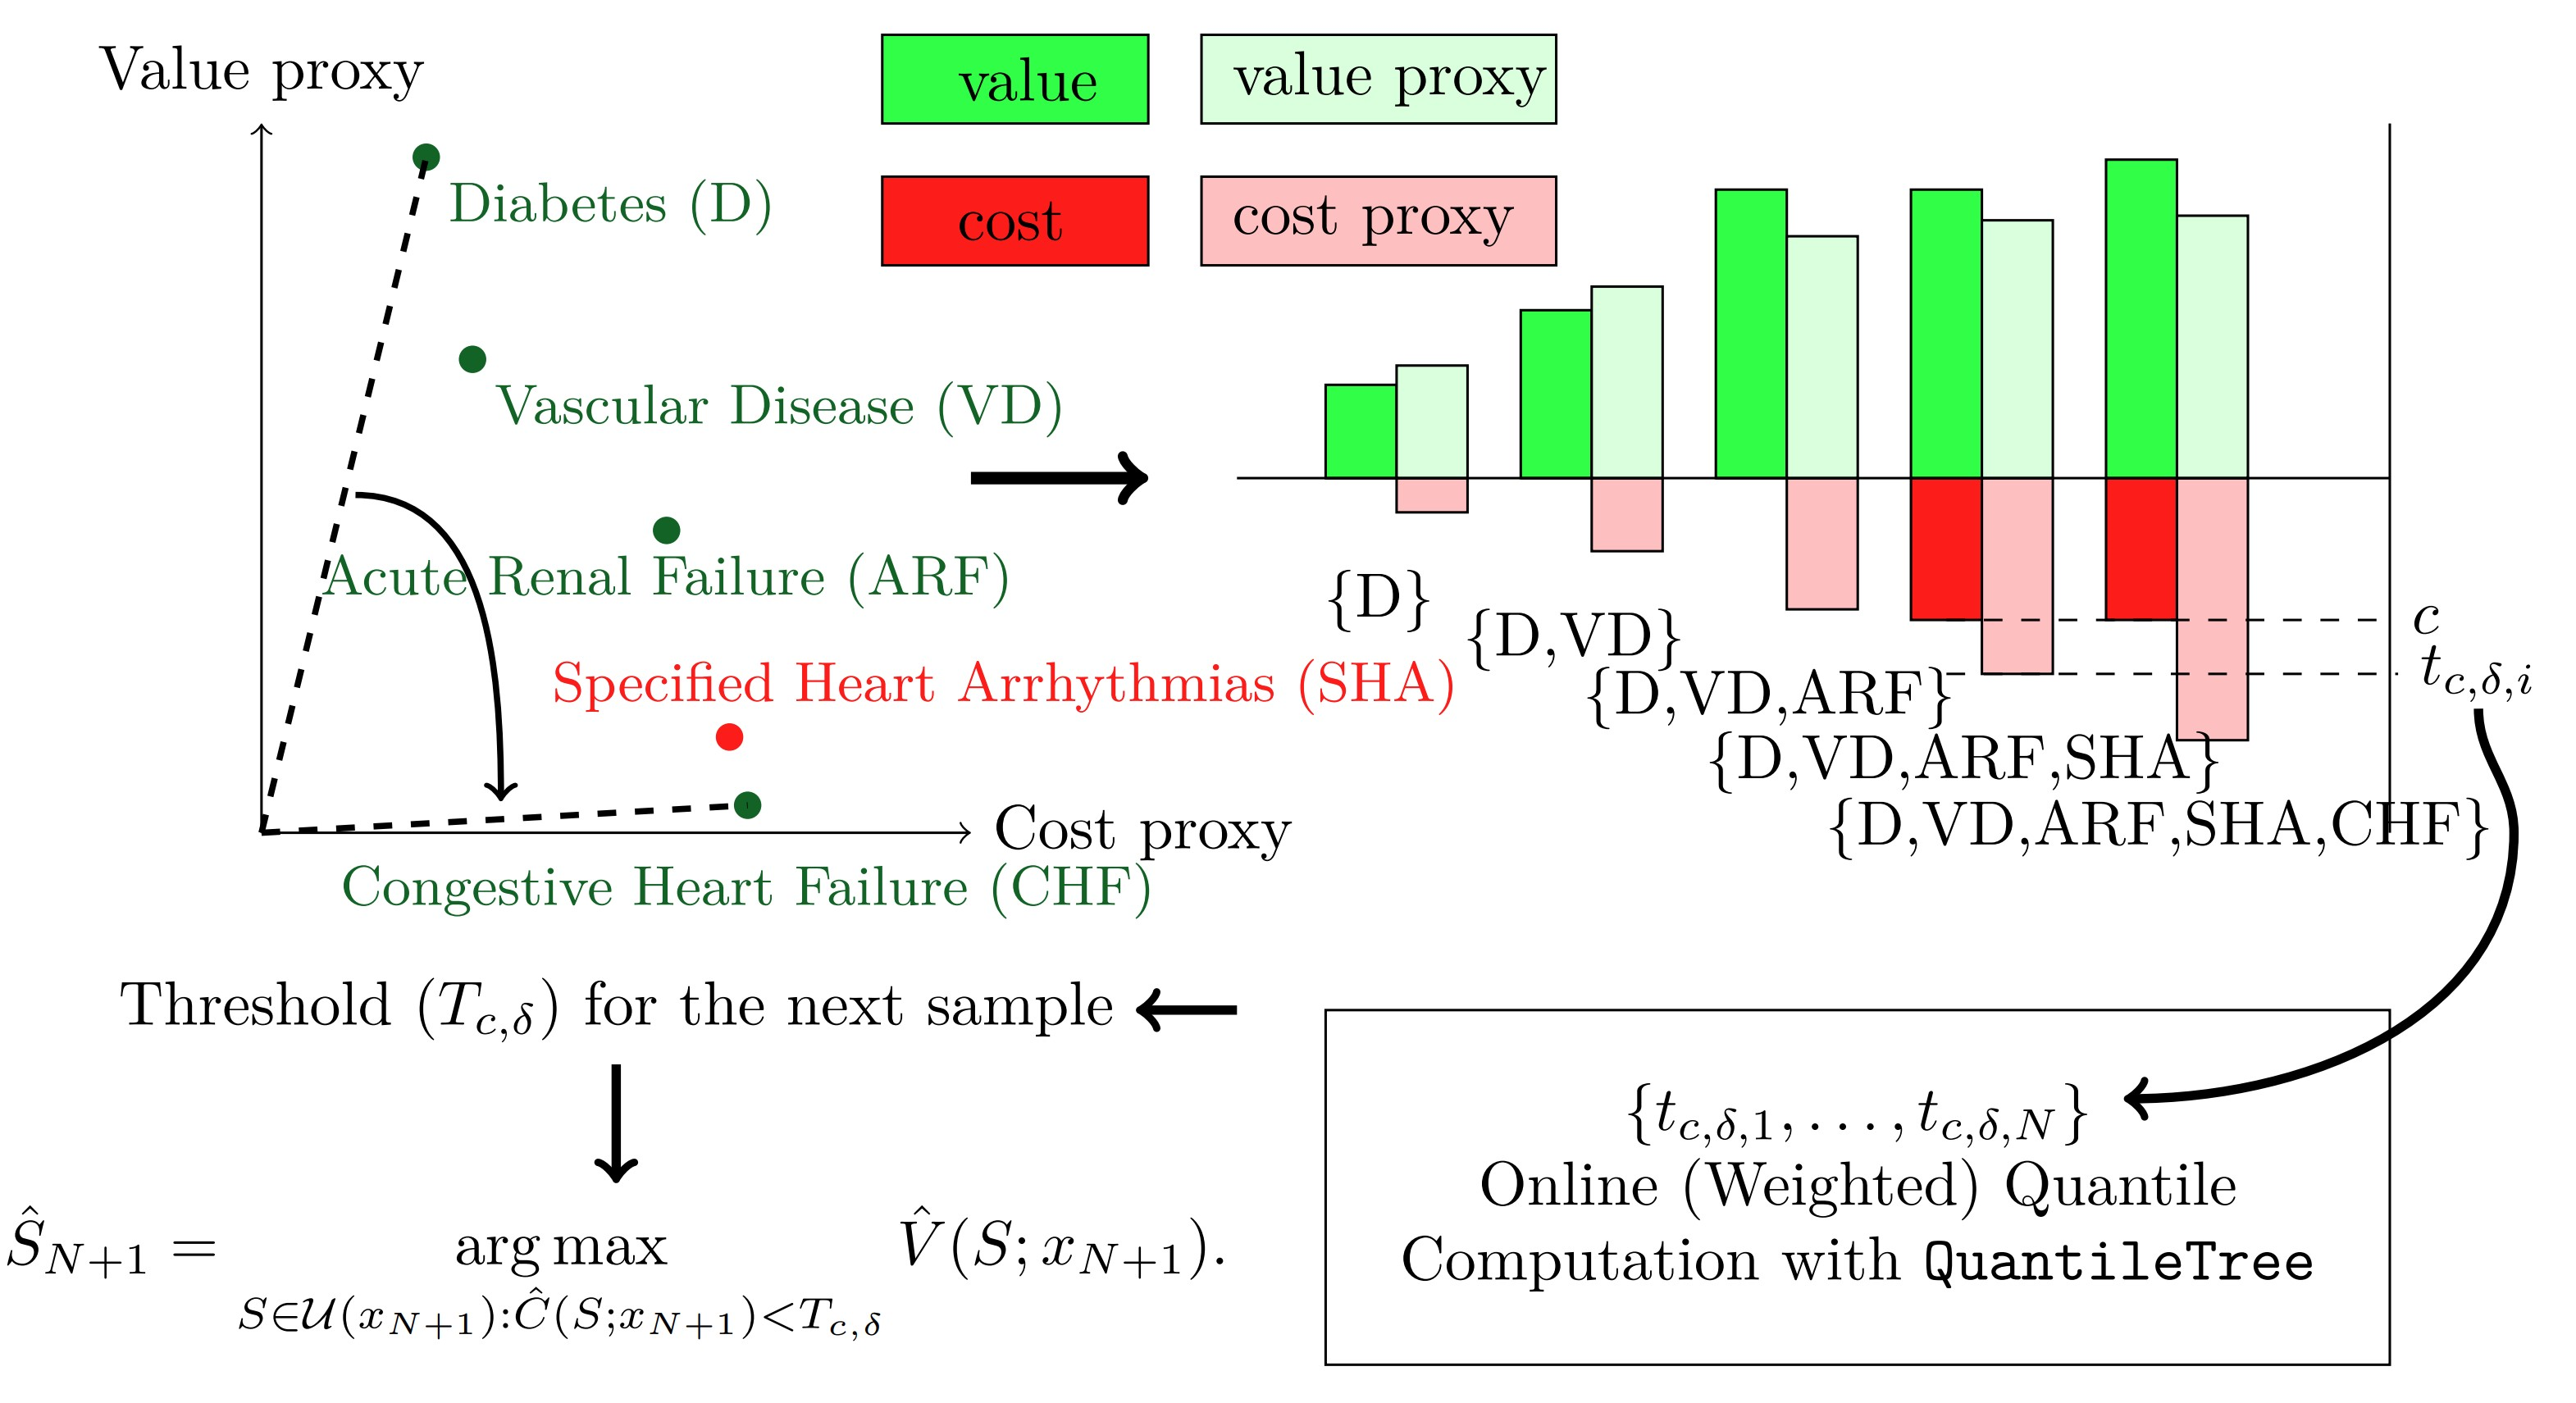 Value proxy
value
value proxy
cost
cost proxy
Diabetes (D)
Vascular Disease (VD)
Acute Renal Failure (ARF)
Specified Heart Arrhythmias (SHA)
Cost proxy
Congestive Heart Failure (CHF)
{D}
{D,VD}
{D,VD,ARF}
{D,VD,ARF,SHA}
{D,VD,ARF,SHA,CHF}
c
t_{c,δ,i}
Threshold (T_{c,δ}) for the next sample
{t_{c,δ,1}, . . . , t_{c,δ,N}}
Online (Weighted) Quantile
Computation with QuantileTree
Ŝ_{N+1} = arg max V̂(S; x_{N+1}).
S∈𝒰(x_{N+1}):Ĉ(S;x_{N+1})<T_{c,δ}